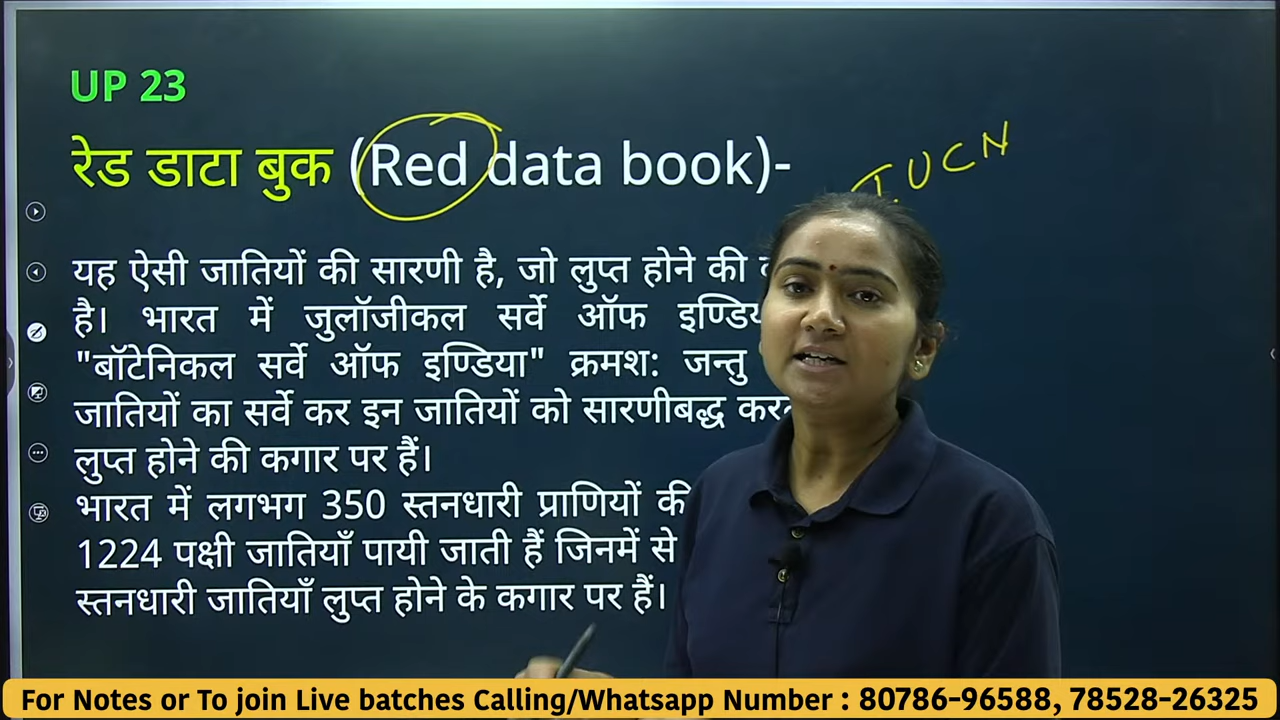 UP 23
रेड डाटा बुक (Red data book)-
IUCN
यह ऐसी जातियों की सारणी है, जो लुप्त होने की
है। भारत में जुलॉजीकल सर्वे ऑफ
"बॉटेनिकल सर्वे ऑफ इण्डिया" क्रमश: जन्तु
जातियों का सर्वे कर इन जातियों को सारणीबद्ध
लुप्त होने की कगार पर हैं।
भारत में लगभग 350 स्तनधारी प्राणियों की
1224 पक्षी जातियाँ पायी जाती हैं जिनमें से
स्तनधारी जातियाँ लुप्त होने के कगार पर हैं।
For Notes or To join Live batches Calling/Whatsapp Number : 80786-96588, 78528-26325